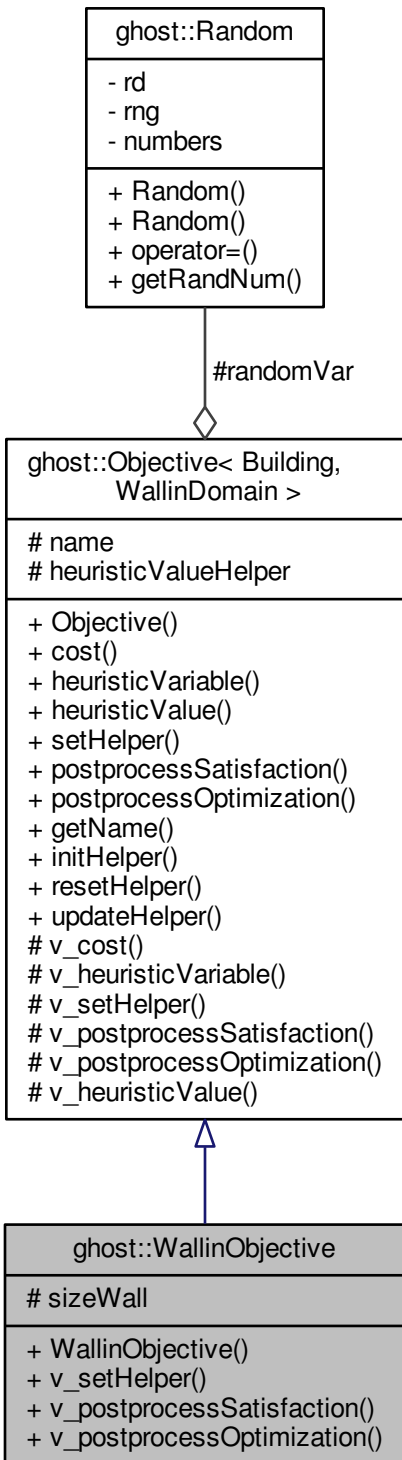 ghost::Random
- rd
- rng
- numbers
+ Random()
+ Random()
+ operator=()
+ getRandNum()
#randomVar
ghost::Objective< Building,
WallinDomain >
# name
# heuristicValueHelper
+ Objective()
+ cost()
+ heuristicVariable()
+ heuristicValue()
+ setHelper()
+ postprocessSatisfaction()
+ postprocessOptimization()
+ getName()
+ initHelper()
+ resetHelper()
+ updateHelper()
# v_cost()
# v_heuristicVariable()
# v_setHelper()
# v_postprocessSatisfaction()
# v_postprocessOptimization()
# v_heuristicValue()
ghost::WallinObjective
# sizeWall
+ WallinObjective()
+ v_setHelper()
+ v_postprocessSatisfaction()
+ v_postprocessOptimization()